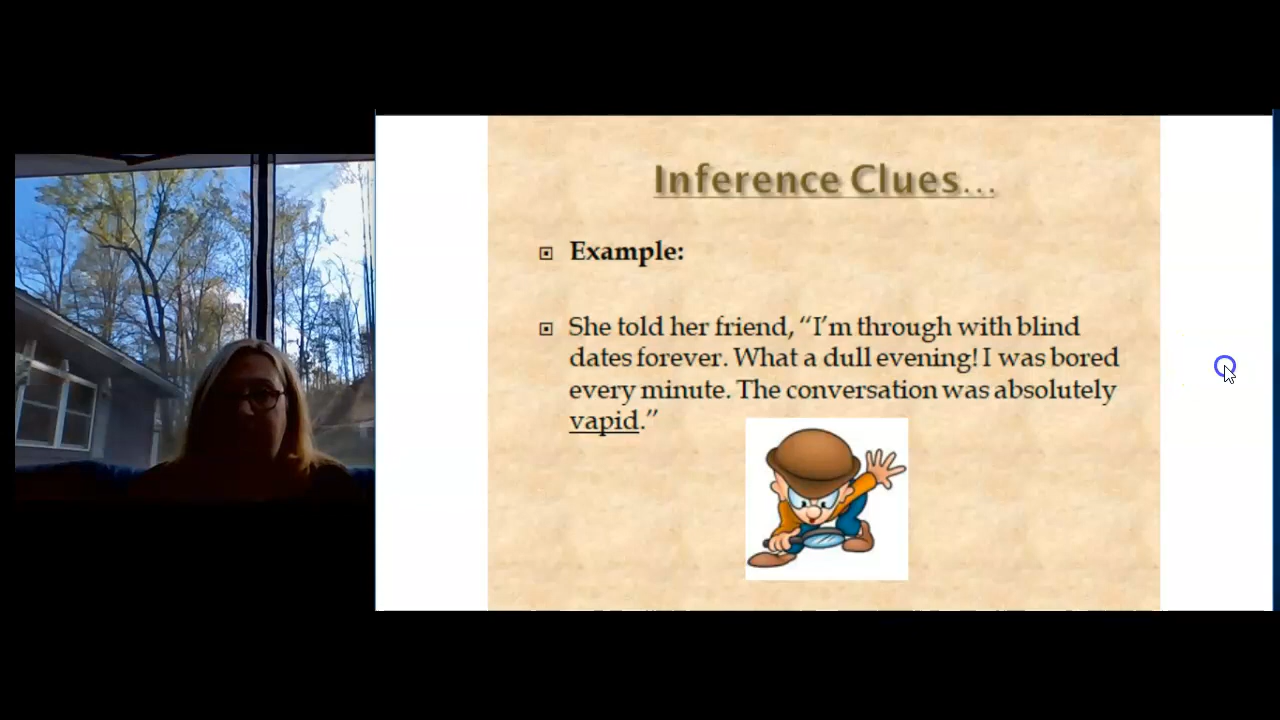 Inference Clues...
Example:
She told her friend, “I’m through with blind
dates forever. What a dull evening! I was bored
every minute. The conversation was absolutely
vapid.”